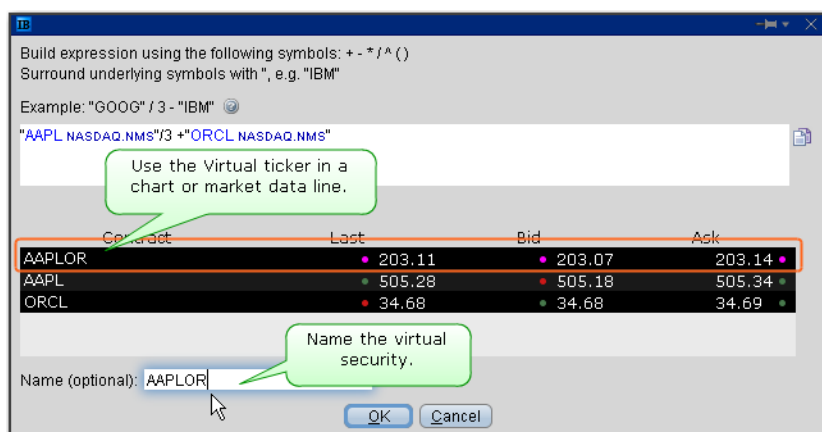 IB
Build expression using the following symbols: + - * / ^ ( )
Surround underlying symbols with ", e.g. "IBM"
Example: "GOOG" / 3 - "IBM"
"AAPL NASDAQ.NMS"/3 +"ORCL NASDAQ.NMS"
Use the Virtual ticker in a
chart or market data line.
Contract Last Bid Ask
AAPLOR 203.11 203.07 203.14
AAPL 505.28 505.18 505.34
ORCL 34.68 34.68 34.69
Name the virtual
security.
Name (optional): AAPLOR
OK Cancel